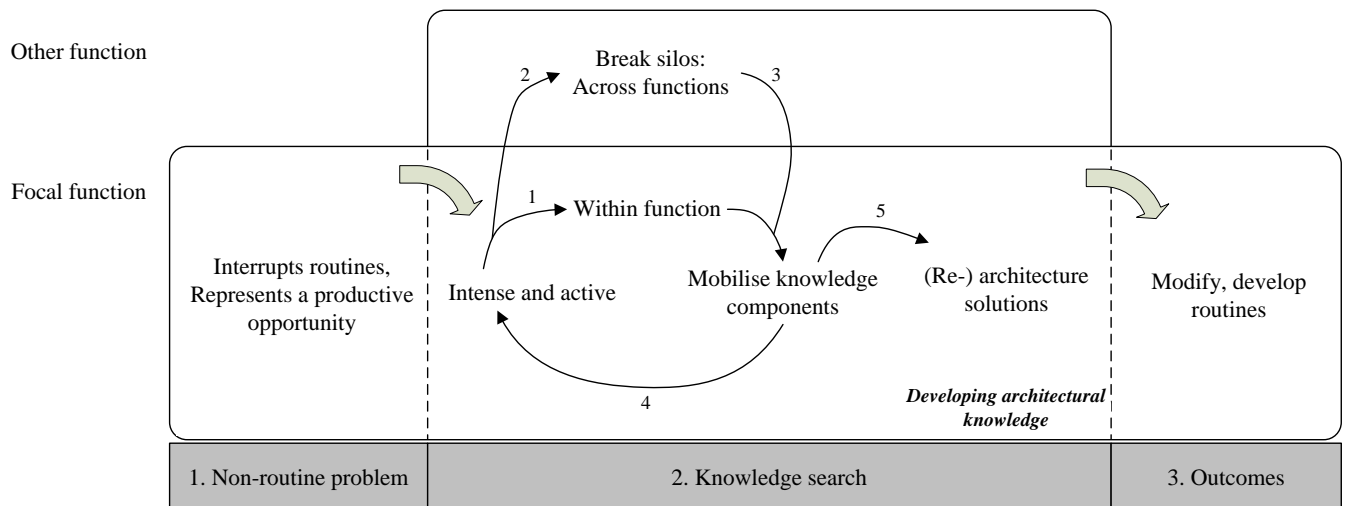 Other function
Break silos:
Across functions
2
3
Focal function
1
Within function
5
Interrupts routines,
Represents a productive
opportunity
Intense and active
Mobilise knowledge
components
(Re-) architecture
solutions
Modify, develop
routines
4
Developing architectural
knowledge
1. Non-routine problem
2. Knowledge search
3. Outcomes